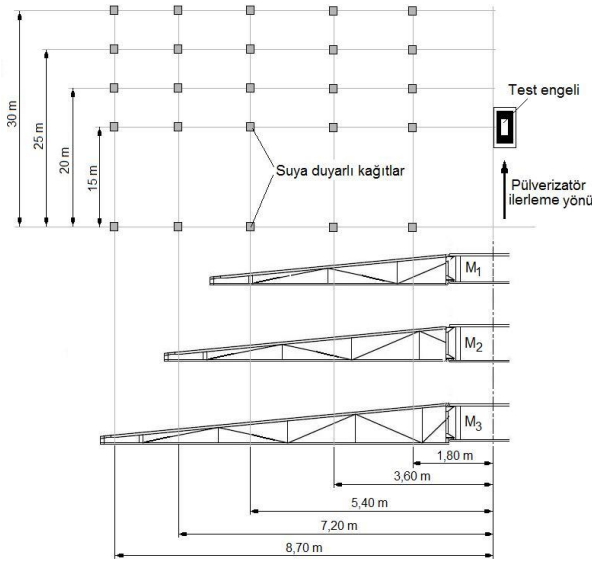 30 m
25 m
20 m
15 m
Test engeli
Suya duyarlı kağıtlar
Pülverizatör
ilerleme yönü
M1
M2
M3
1,80 m
3,60 m
5,40 m
7,20 m
8,70 m